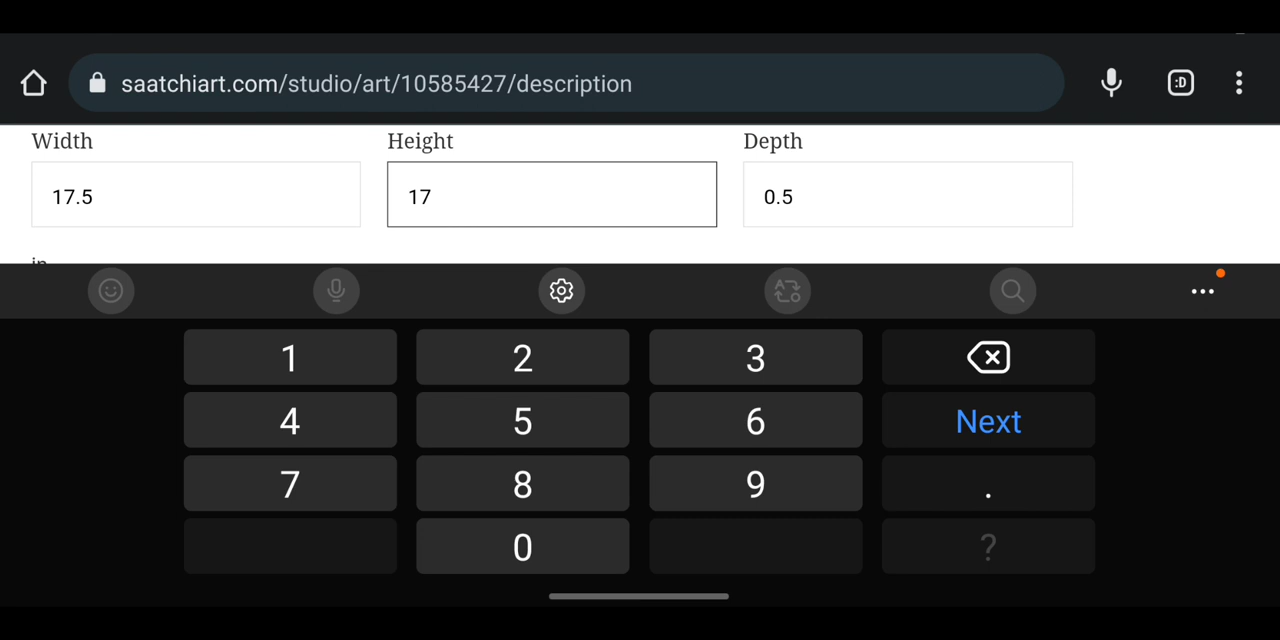 saatchiart.com/studio/art/10585427/description
:D
Width Height Depth
17.5 17 0.5
1 2 3
4 5 6 Next
7 8 9 .
0 ?